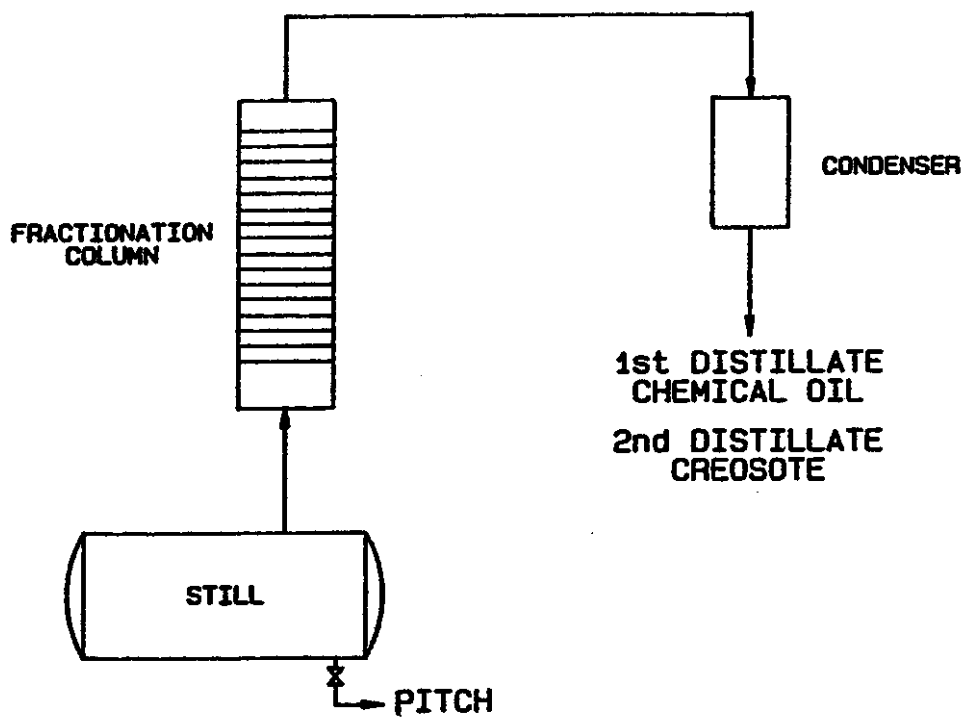 CONDENSER
FRACTIONATION
COLUMN
1st DISTILLATE
CHEMICAL OIL
2nd DISTILLATE
CREOSOTE
STILL
PITCH